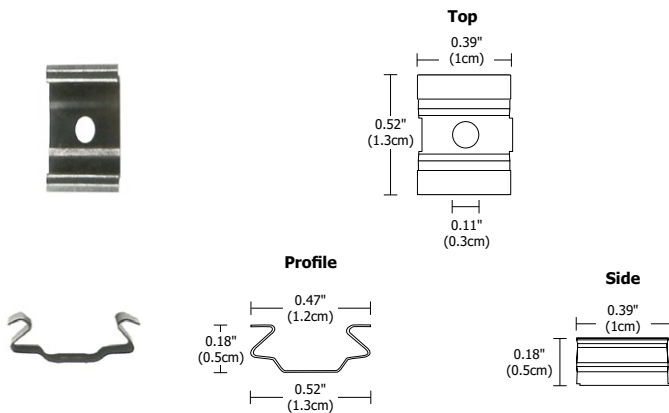 Top
0.39"
(1cm)
0.52"
(1.3cm)
0.11"
(0.3cm)
Profile
0.47"
(1.2cm)
0.18"
(0.5cm)
0.52"
(1.3cm)
Side
0.39"
(1cm)
0.18"
(0.5cm)